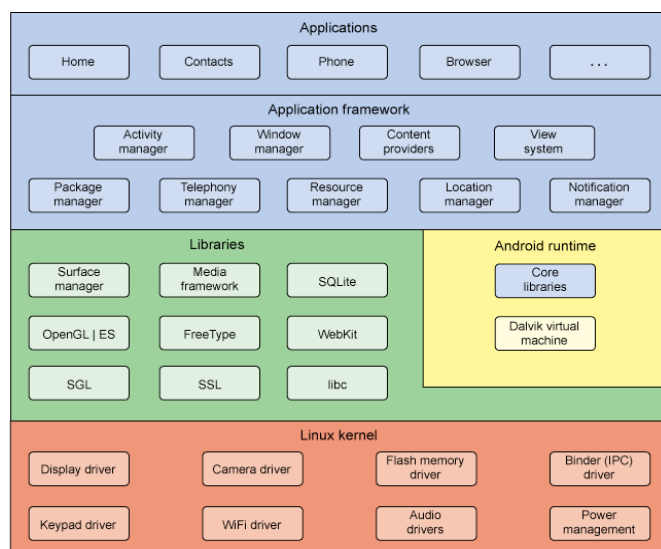 Applications
Home
Contacts
Phone
Browser
...
Application framework
Activity
manager
Window
manager
Content
providers
View
system
Package
manager
Telephony
manager
Resource
manager
Location
manager
Notification
manager
Libraries
Surface
manager
Media
framework
SQLite
OpenGL | ES
FreeType
WebKit
SGL
SSL
libc
Android runtime
Core
libraries
Dalvik virtual
machine
Linux kernel
Display driver
Camera driver
Flash memory
driver
Binder (IPC)
driver
Keypad driver
WiFi driver
Audio
drivers
Power
management